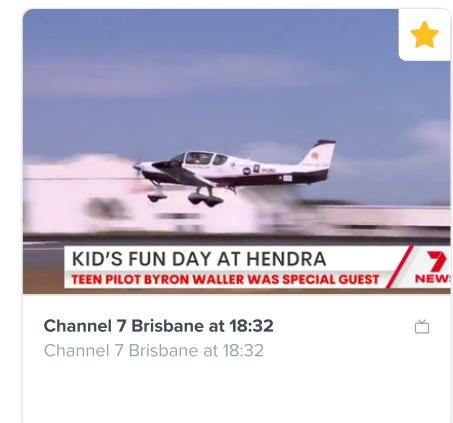 KID'S FUN DAY AT HENDRA
TEEN PILOT BYRON WALLER WAS SPECIAL GUEST
7
NEWS
Channel 7 Brisbane at 18:32
Channel 7 Brisbane at 18:32